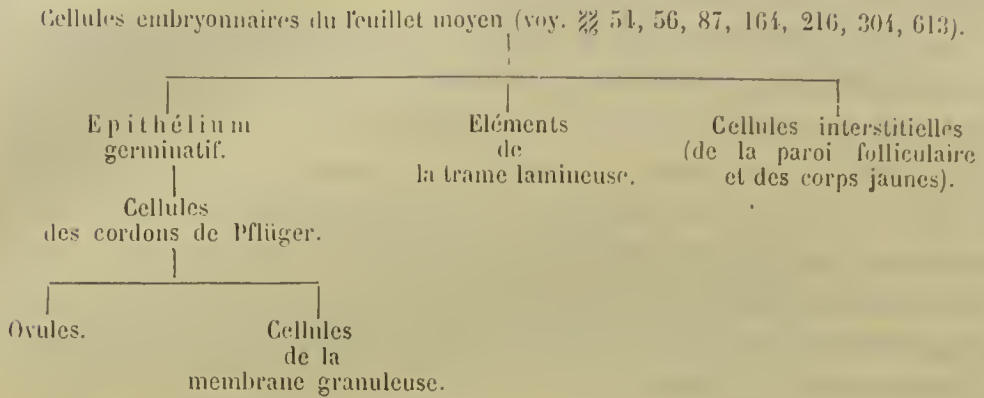 Cellules embryonnaires du feuillet moyen (voy. §§ 51, 56, 87, 164, 216, 304, 613).
Epithélium
germinatif.
Eléments
de
la trame lamineuse.
Cellules interstitielles
(de la paroi folliculaire
et des corps jaunes).
Cellules
des cordons de Pflüger.
Ovules.
Cellules
de la
membrane granuleuse.